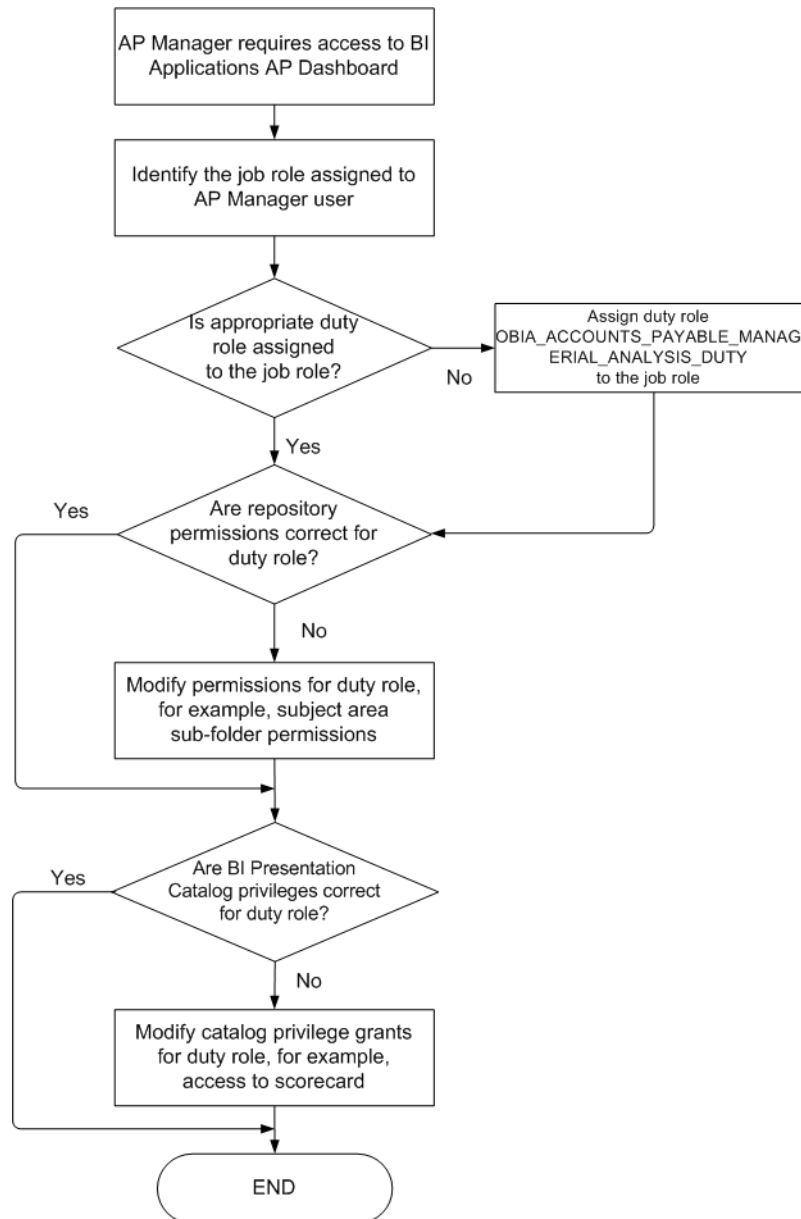 AP Manager requires access to BI
Applications AP Dashboard
Identify the job role assigned to
AP Manager user
Is appropriate duty
role assigned
to the job role?
No
Assign duty role
OBIA_ACCOUNTS_PAYABLE_MANAG
ERIAL_ANALYSIS_DUTY
to the job role
Yes
Yes
Are repository
permissions correct for
duty role?
No
Modify permissions for duty role,
for example, subject area
sub-folder permissions
Yes
Are BI Presentation
Catalog privileges correct
for duty role?
No
Modify catalog privilege grants
for duty role, for example,
access to scorecard
END